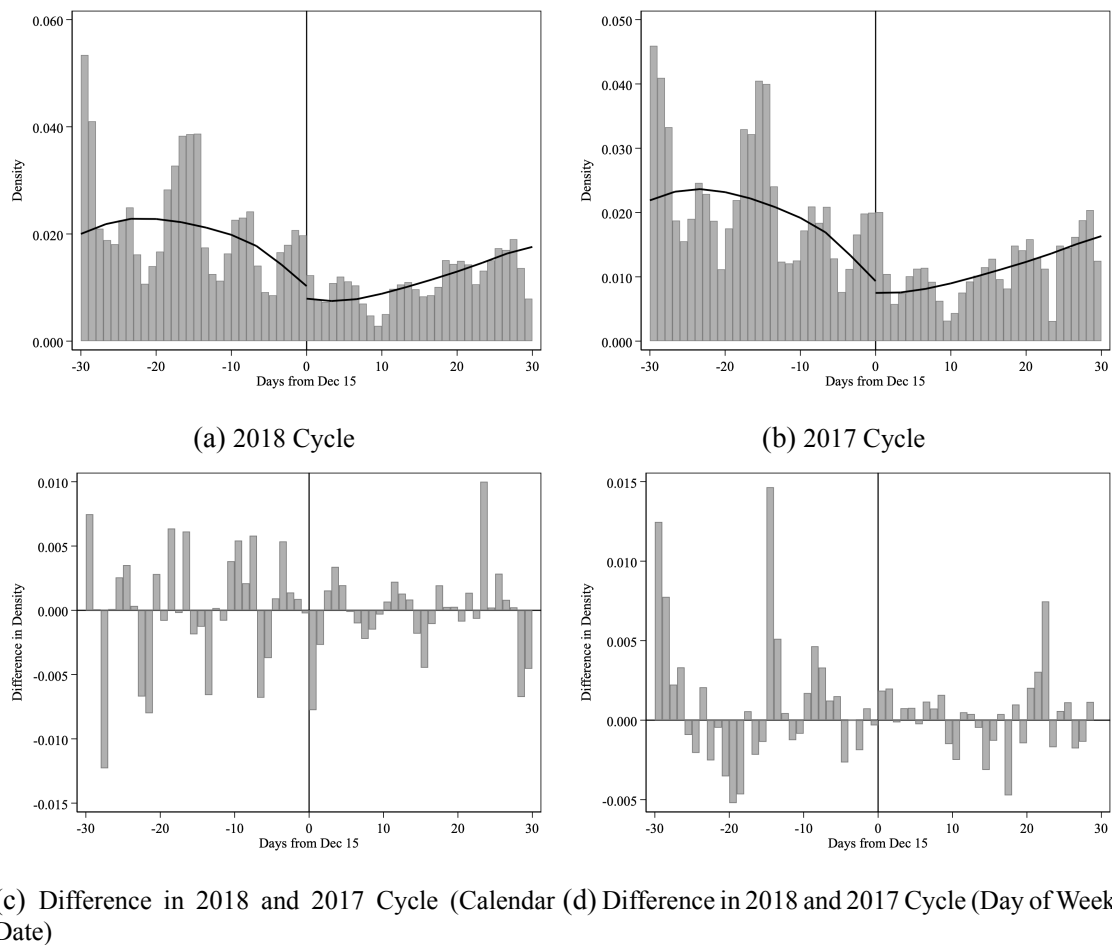 0.060
0.040
0.020
0.000
Density
-30 -20 -10 0 10 20 30
Days from Dec 15
(a) 2018 Cycle
0.050
0.040
0.030
0.020
0.010
0.000
Density
-30 -20 -10 0 10 20 30
Days from Dec 15
(b) 2017 Cycle
0.010
0.005
0.000
-0.005
-0.010
-0.015
Difference in Density
-30 -20 -10 0 10 20 30
Days from Dec 15
(c) Difference in 2018 and 2017 Cycle (Calendar
Date)
0.015
0.010
0.005
0.000
-0.005
Difference in Density
-30 -20 -10 0 10 20 30
Days from Dec 15
(d) Difference in 2018 and 2017 Cycle (Day of Week